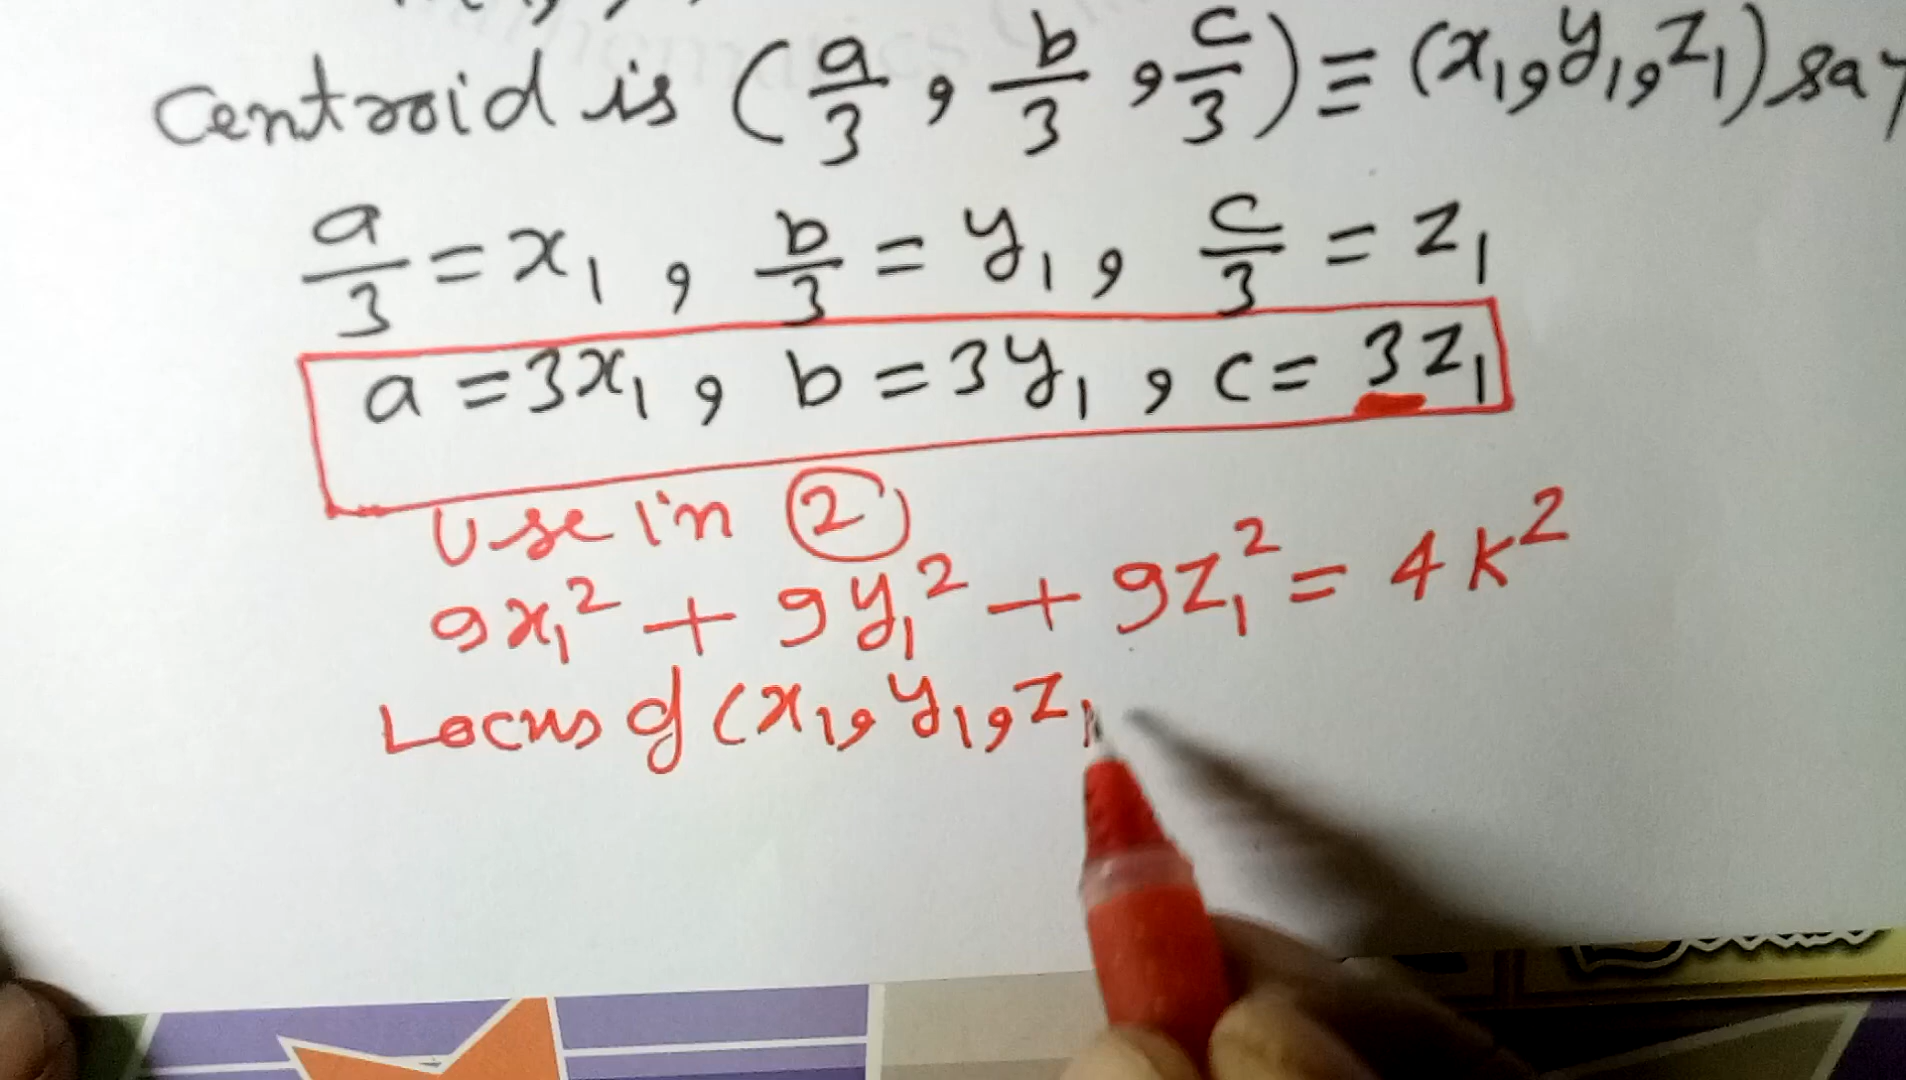 Centroid is (a/3, b/3, c/3) ≡ (x₁, y₁, z₁) say
a/3 = x₁, b/3 = y₁, c/3 = z₁
a = 3x₁, b = 3y₁, c = 3z₁
Use in ②
9x₁² + 9y₁² + 9z₁² = 4k²
Locus of (x₁, y₁, z₁